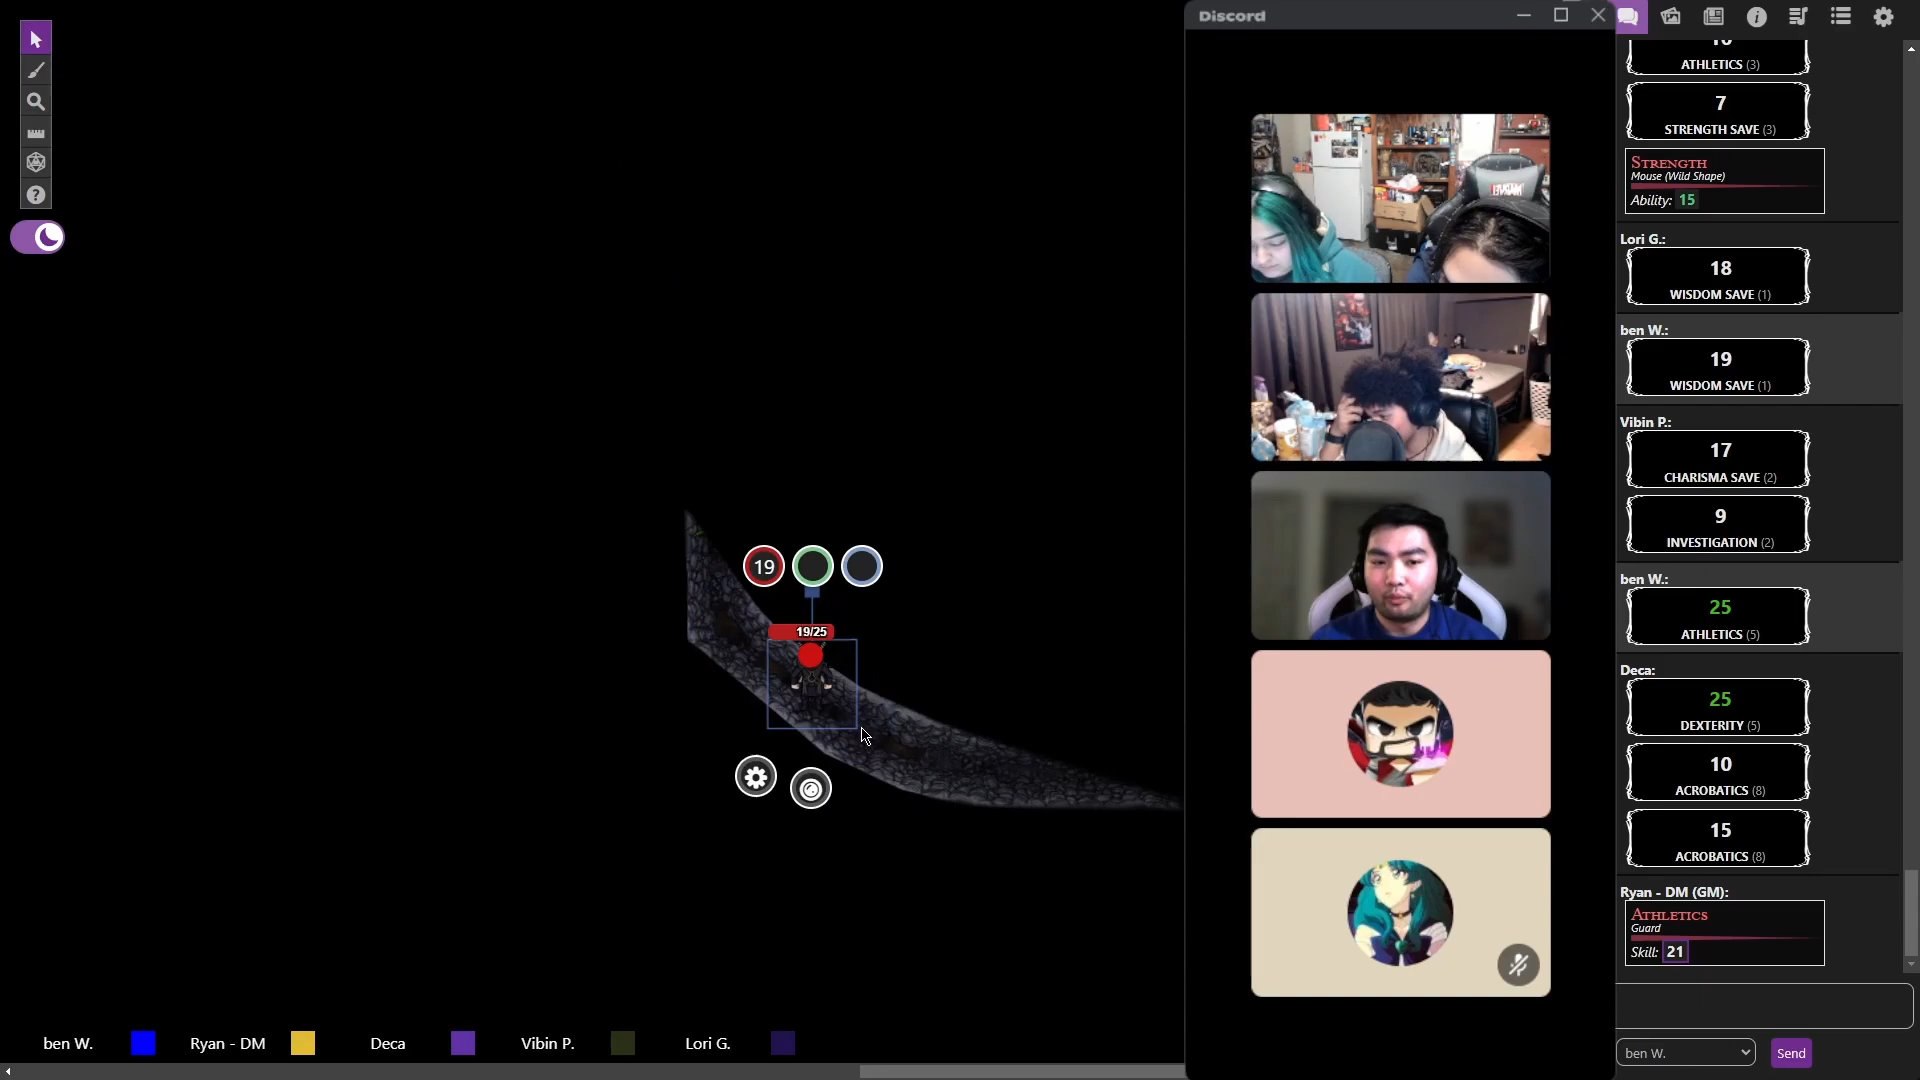 Discord
ATHLETICS (3)
7
STRENGTH SAVE (3)
STRENGTH
Mouse (Wild Shape)
Ability: 15
Lori G.:
18
WISDOM SAVE (1)
ben W.:
19
WISDOM SAVE (1)
Vibin P.:
17
CHARISMA SAVE (2)
9
INVESTIGATION (2)
ben W.:
25
ATHLETICS (5)
Deca:
25
DEXTERITY (5)
10
ACROBATICS (8)
15
ACROBATICS (8)
Ryan - DM (GM):
ATHLETICS
Guard
Skill: 21
19
19/25
ben W.
Ryan - DM
Deca
Vibin P.
Lori G.
ben W.
Send